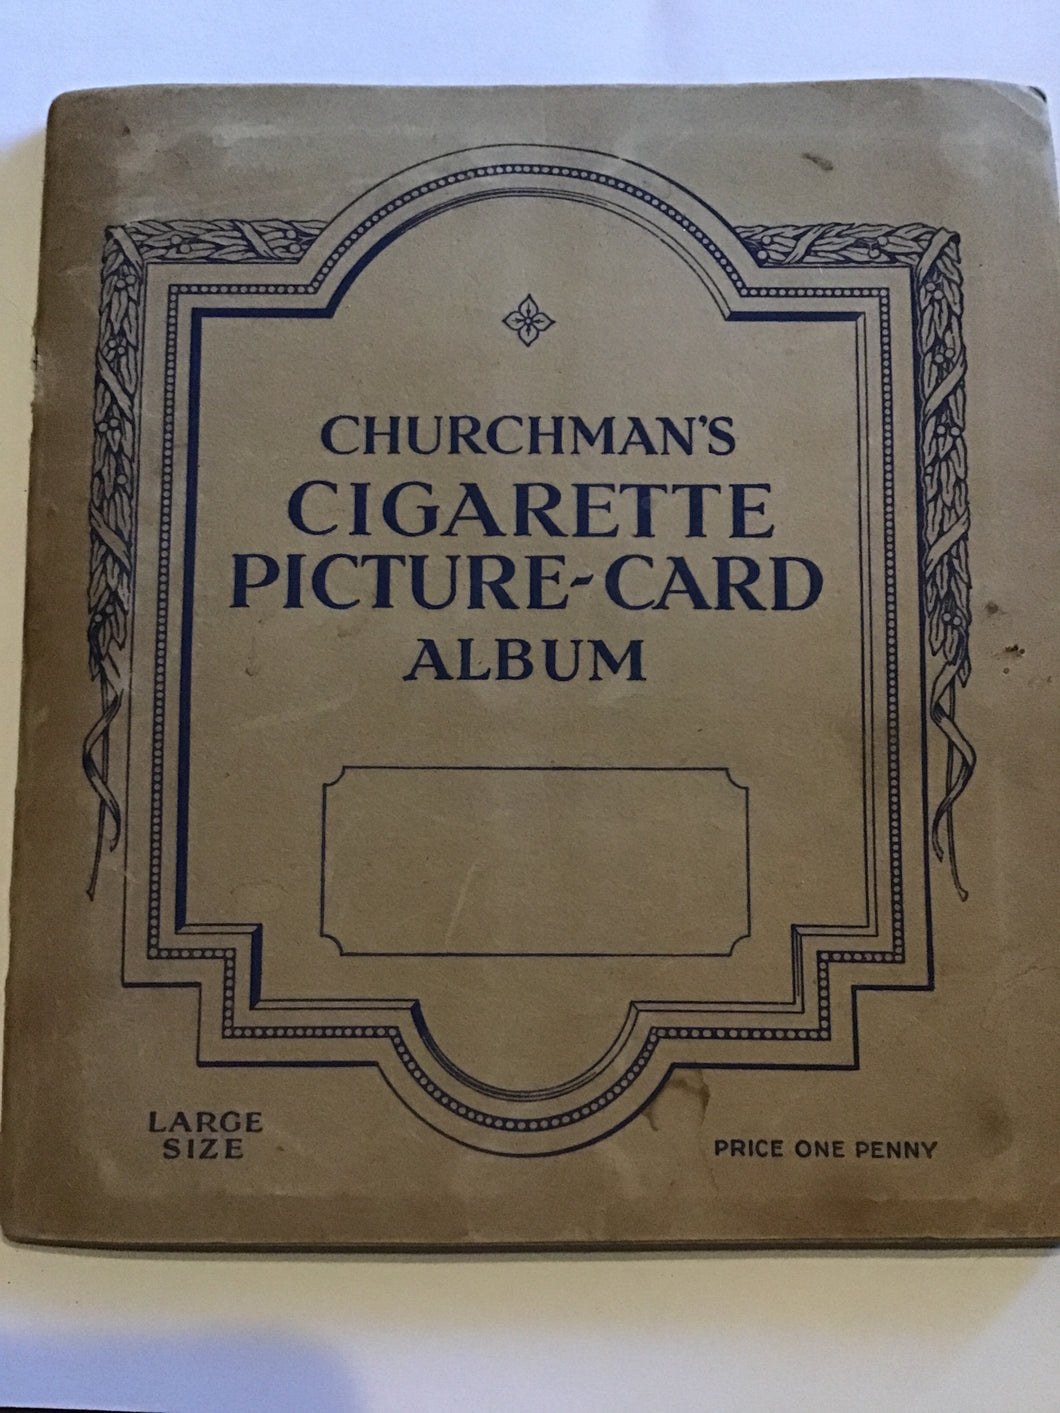 CHURCHMAN'S
CIGARETTE
PICTURE-CARD
ALBUM
LARGE
SIZE
PRICE ONE PENNY